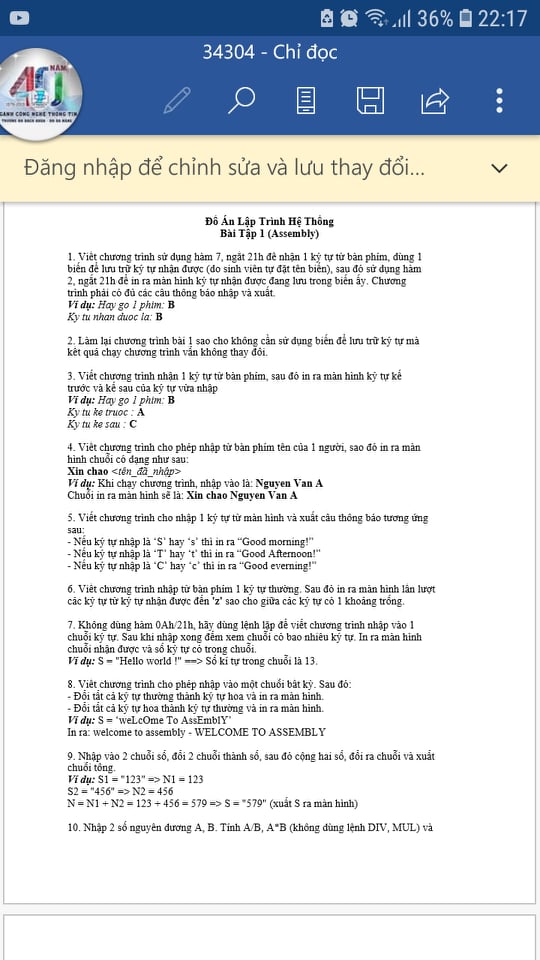 36% 22:17
34304 - Chỉ đọc
NĂM
40
NGÀNH CÔNG NGHỆ THÔNG TIN
TRƯỜNG ĐH BÁCH KHOA - ĐH ĐÀ NẴNG
Đăng nhập để chỉnh sửa và lưu thay đổi...
Đồ Án Lập Trình Hệ Thống
Bài Tập 1 (Assembly)
1. Viết chương trình sử dụng hàm 7, ngắt 21h để nhận 1 ký tự từ bàn phím, dùng 1
biến để lưu trữ ký tự nhận được (do sinh viên tự đặt tên biến), sau đó sử dụng hàm
2, ngắt 21h để in ra màn hình ký tự nhận được đang lưu trong biến ấy. Chương
trình phải có đủ các câu thông báo nhập và xuất.
Ví dụ: Hay go 1 phim: B
Ky tu nhan duoc la: B
2. Làm lại chương trình bài 1 sao cho không cần sử dụng biến để lưu trữ ký tự mà
kết quả chạy chương trình vẫn không thay đổi.
3. Viết chương trình nhận 1 ký tự từ bàn phím, sau đó in ra màn hình ký tự kế
trước và kế sau của ký tự vừa nhập
Ví dụ: Hay go 1 phim: B
Ky tu ke truoc : A
Ky tu ke sau : C
4. Viết chương trình cho phép nhập từ bàn phím tên của 1 người, sao đó in ra màn
hình chuỗi có dạng như sau:
Xin chao <tên_đã_nhập>
Ví dụ: Khi chạy chương trình, nhập vào là: Nguyen Van A
Chuỗi in ra màn hình sẽ là: Xin chao Nguyen Van A
5. Viết chương trình cho nhập 1 ký tự từ màn hình và xuất câu thông báo tương ứng
sau:
- Nếu ký tự nhập là ‘S’ hay ‘s’ thì in ra “Good morning!”
- Nếu ký tự nhập là ‘T’ hay ‘t’ thì in ra “Good Afternoon!”
- Nếu ký tự nhập là ‘C’ hay ‘c’ thì in ra “Good everning!”
6. Viết chương trình nhập từ bàn phím 1 ký tự thường. Sau đó in ra màn hình lần lượt
các ký tự từ ký tự nhận được đến 'z' sao cho giữa các ký tự có 1 khoảng trống.
7. Không dùng hàm 0Ah/21h, hãy dùng lệnh lặp để viết chương trình nhập vào 1
chuỗi ký tự. Sau khi nhập xong đếm xem chuỗi có bao nhiêu ký tự. In ra màn hình
chuỗi nhận được và số ký tự có trong chuỗi.
Ví dụ: S = "Hello world !" ==> Số kí tự trong chuỗi là 13.
8. Viết chương trình cho phép nhập vào một chuỗi bất kỳ. Sau đó:
- Đổi tất cả ký tự thường thành ký tự hoa và in ra màn hình.
- Đổi tất cả ký tự hoa thành ký tự thường và in ra màn hình.
Ví dụ: S = ‘weLcOme To AssEmblY’
In ra: welcome to assembly - WELCOME TO ASSEMBLY
9. Nhập vào 2 chuỗi số, đổi 2 chuỗi thành số, sau đó cộng hai số, đổi ra chuỗi và xuất
chuỗi tổng.
Ví dụ: S1 = "123" => N1 = 123
S2 = "456" => N2 = 456
N = N1 + N2 = 123 + 456 = 579 => S = "579" (xuất S ra màn hình)
10. Nhập 2 số nguyên dương A, B. Tính A/B, A*B (không dùng lệnh DIV, MUL) và